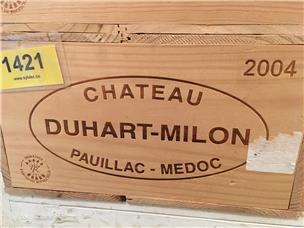 1421
2004
CHATEAU
DUHART-MILON
PAUILLAC - MEDOC